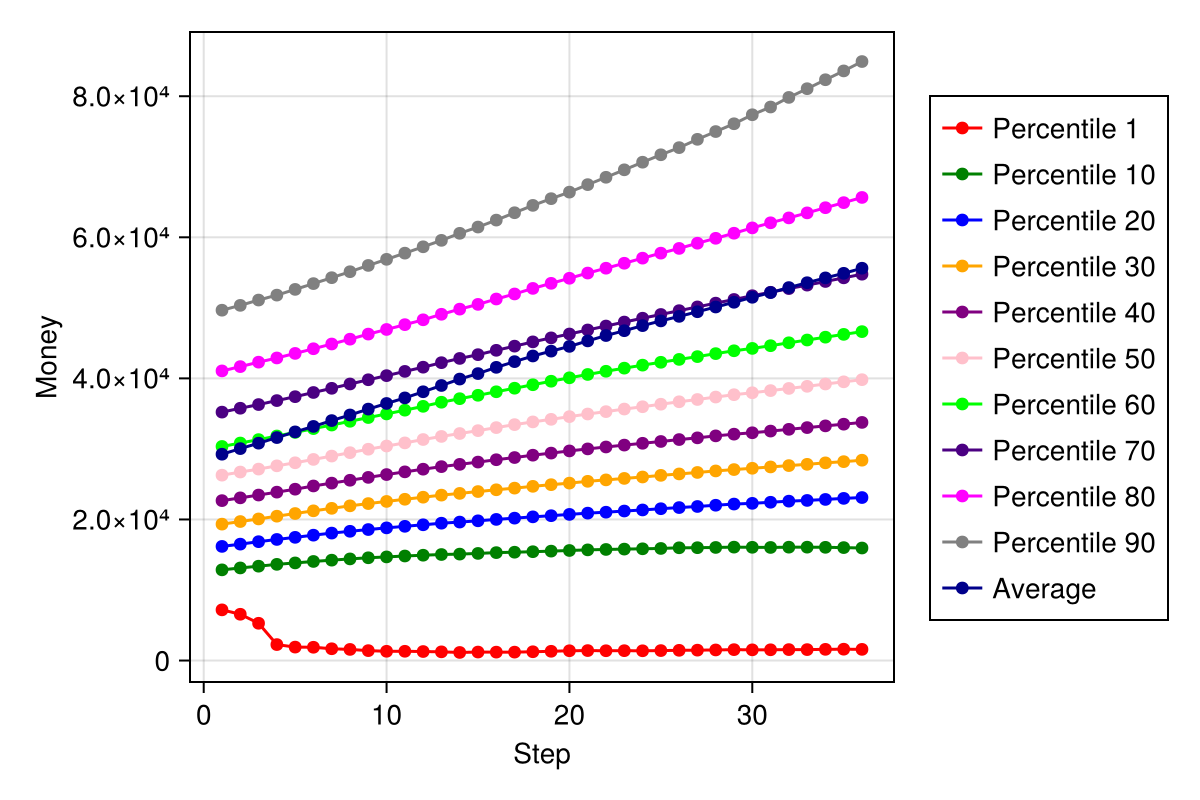 8.0×10⁴
6.0×10⁴
4.0×10⁴
2.0×10⁴
0
Money
0 10 20 30
Step
Percentile 1
Percentile 10
Percentile 20
Percentile 30
Percentile 40
Percentile 50
Percentile 60
Percentile 70
Percentile 80
Percentile 90
Average